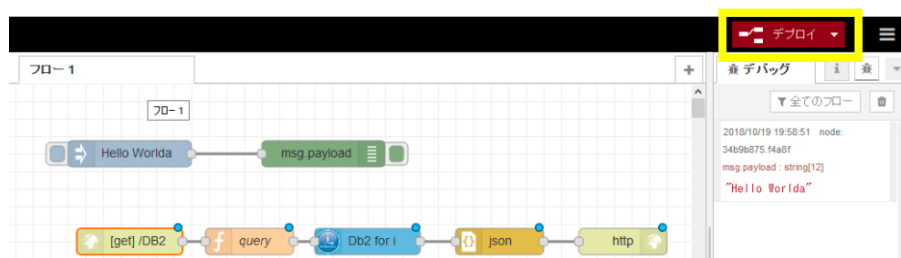 デプロイ
フロー 1
デバッグ
i
フロー 1
全てのフロー
2018/10/19 19:58:51 node:
34b9b875.f4a8f
msg.payload : string[12]
"Hello Worlda"
Hello Worlda
msg.payload
[get] /DB2
f
query
Db2 for i
{} json
http